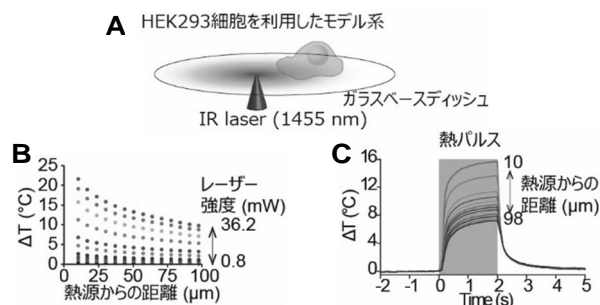 A
HEK293細胞を利用したモデル系
ガラスベースディッシュ
IR laser (1455 nm)
B
ΔT (°C)
25
20
15
10
5
0
0
25
50
75
100
熱源からの距離 (μm)
レーザー
強度 (mW)
36.2
0.8
C
熱パルス
ΔT (°C)
16
12
8
4
0
-2
-1
0
1
2
3
4
5
Time (s)
10
熱源からの
距離 (μm)
98